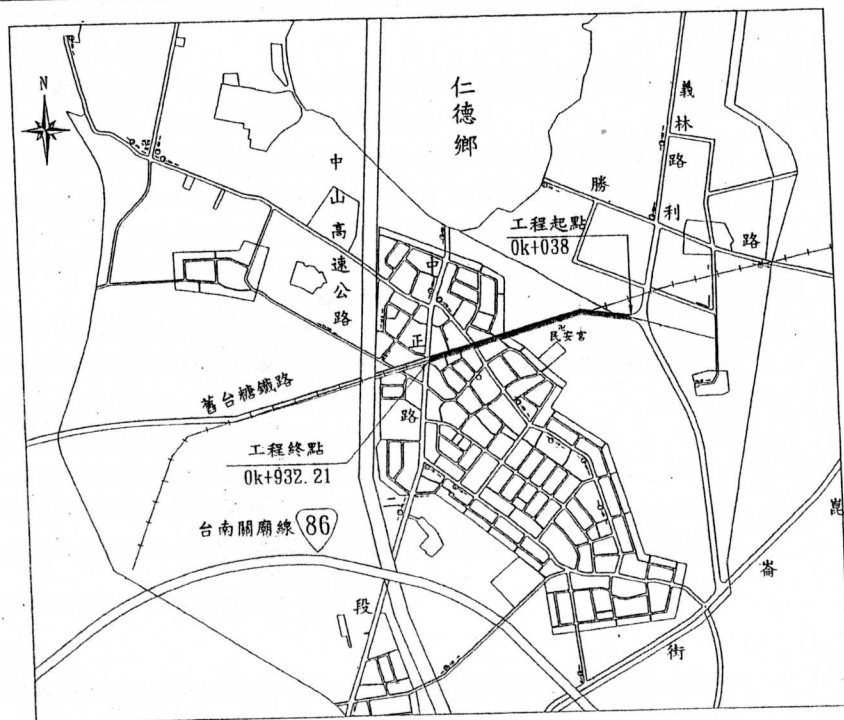 N
仁德鄉
義林路
勝利路
中山高速公路
工程起點
0k+038
中正路
民安宮
舊台糖鐵路
工程終點
0k+932.21
台南關廟線 86
段
崑崙街